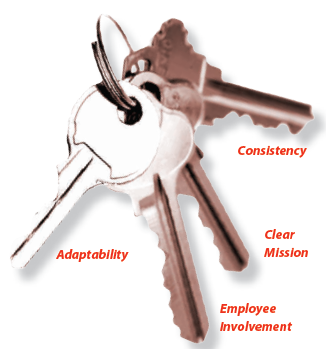 Consistency
Clear
Mission
Adaptability
Employee
Involvement